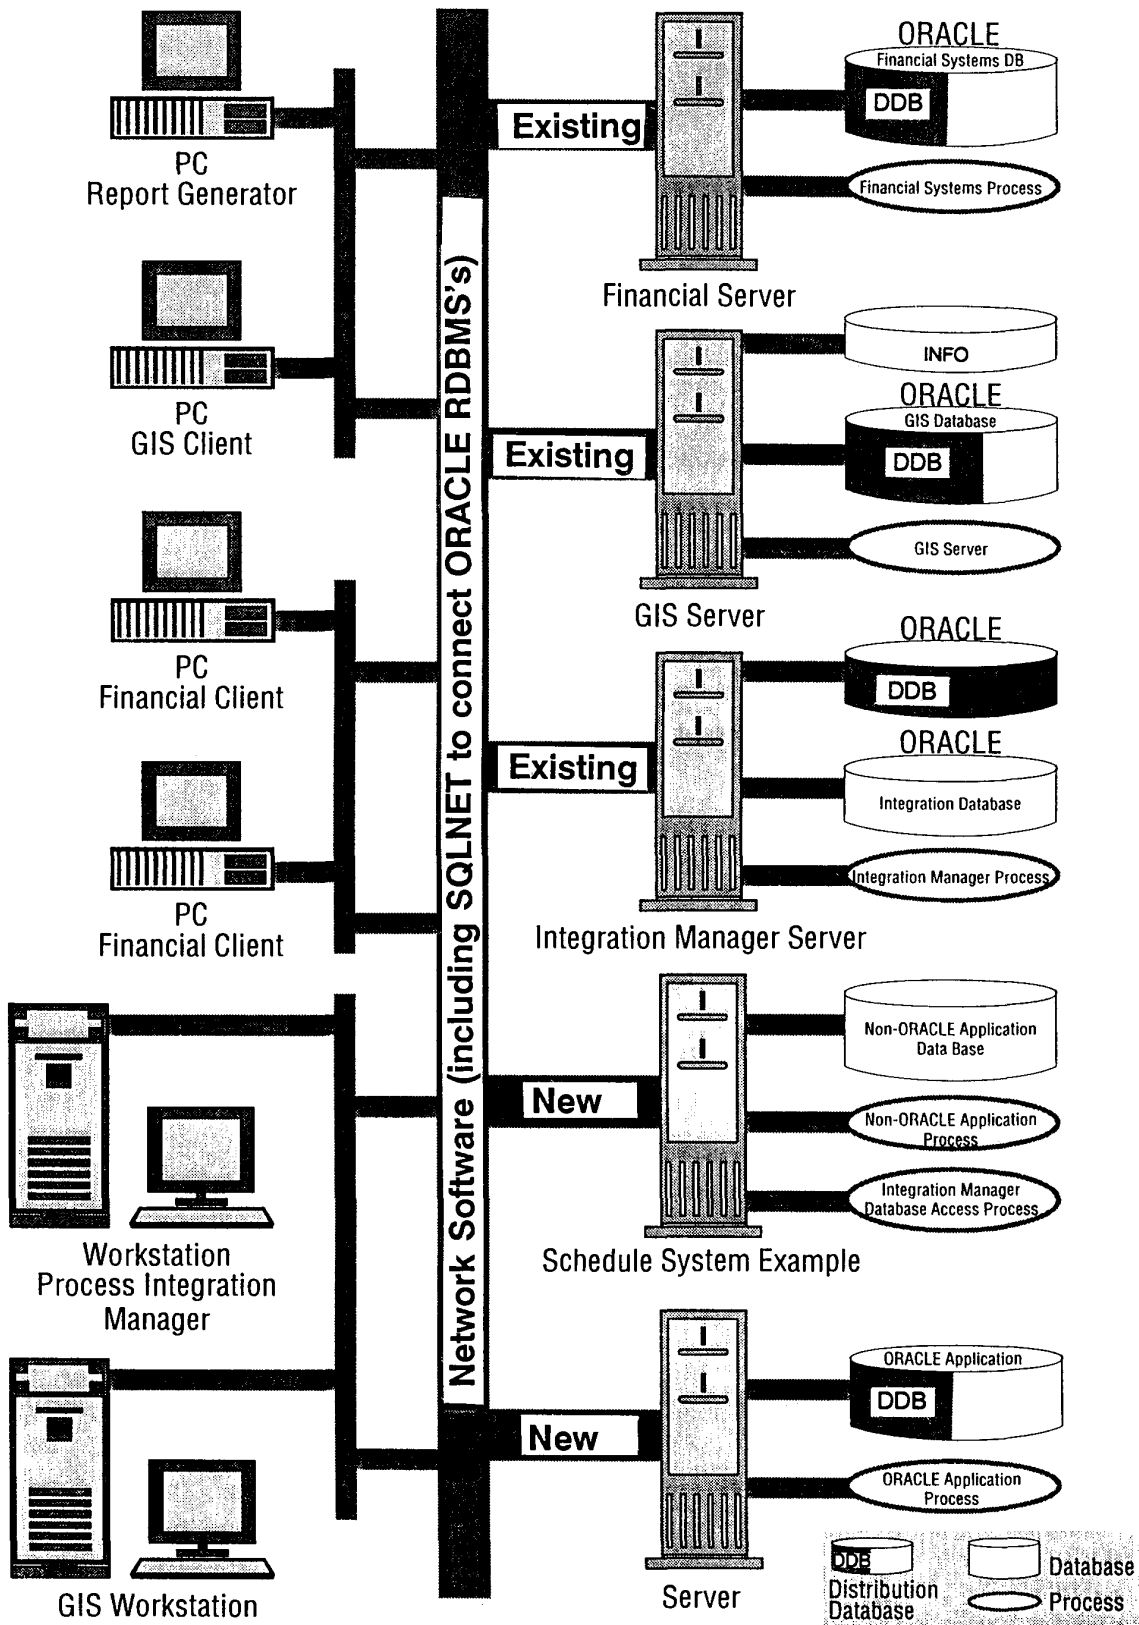 PC
Report Generator
PC
GIS Client
PC
Financial Client
PC
Financial Client
Workstation
Process Integration
Manager
GIS Workstation
Network Software (including SQLNET to connect ORACLE RDBMS's)
Existing
Financial Server
ORACLE
Financial Systems DB
DDB
Financial Systems Process
Existing
GIS Server
INFO
ORACLE
GIS Database
DDB
GIS Server
Existing
Integration Manager Server
ORACLE
DDB
ORACLE
Integration Database
Integration Manager Process
New
Schedule System Example
Non-ORACLE Application
Data Base
Non-ORACLE Application
Process
Integration Manager
Database Access Process
New
Server
ORACLE Application
DDB
ORACLE Application
Process
DDB
Distribution
Database
Database
Process